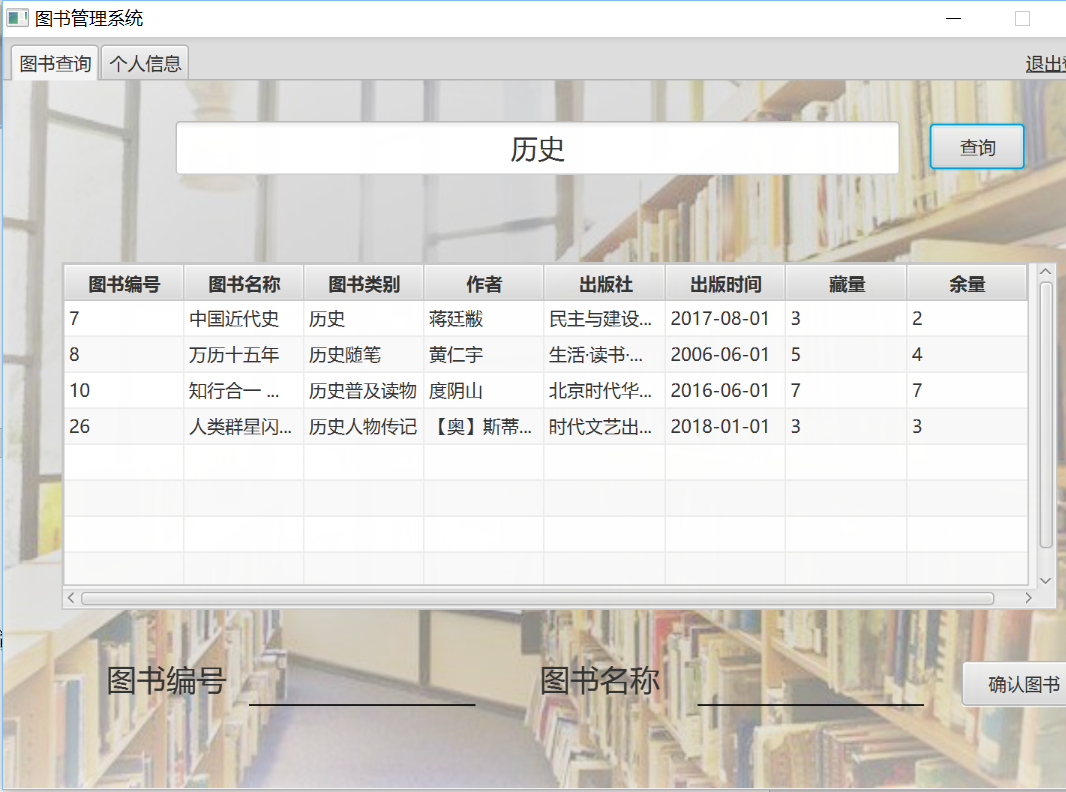 图书管理系统
图书查询 个人信息 退出登
历史 查询
图书编号 图书名称 图书类别 作者 出版社 出版时间 藏量 余量
7 中国近代史 历史 蒋廷黻 民主与建设... 2017-08-01 3 2
8 万历十五年 历史随笔 黄仁宇 生活·读书·... 2006-06-01 5 4
10 知行合一 ... 历史普及读物 度阴山 北京时代华... 2016-06-01 7 7
26 人类群星闪... 历史人物传记 【奥】斯蒂... 时代文艺出... 2018-01-01 3 3
图书编号 图书名称 确认图书